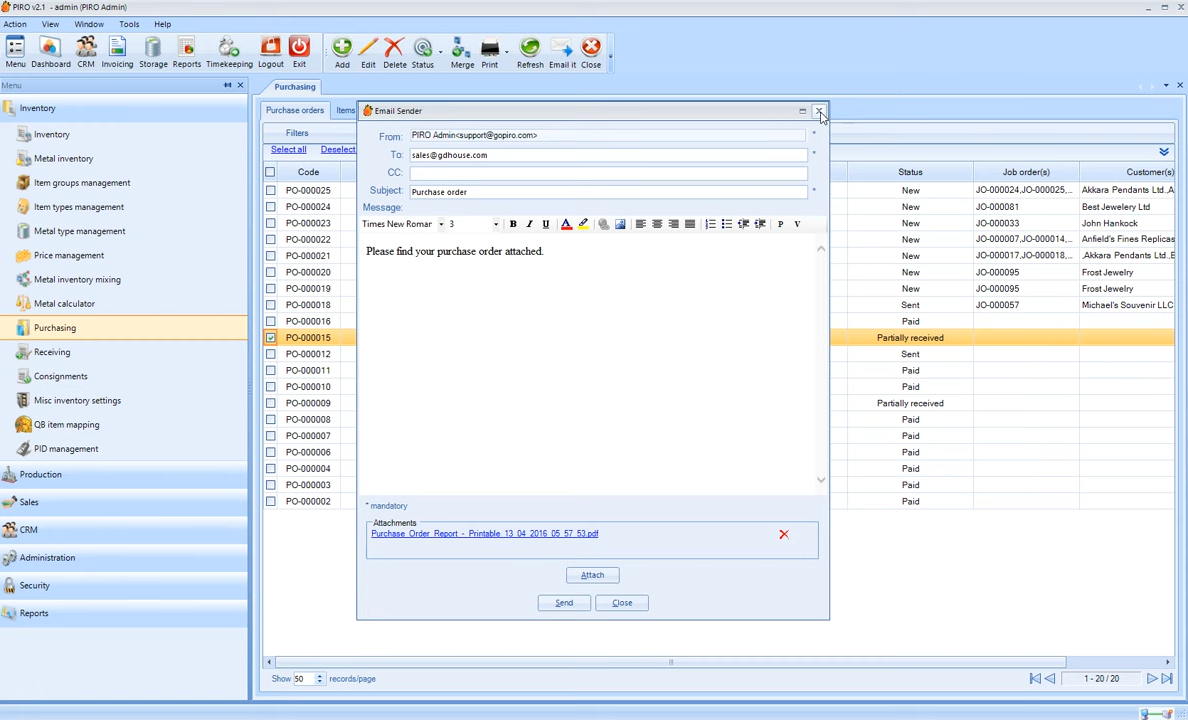 PIRO v2.1 - admin (PIRO Admin)
Action View Window Tools Help
Menu Dashboard CRM Invoicing Storage Reports Timekeeping Logout Exit Add Edit Delete Status Merge Print Refresh Email it Close
Menu
Purchasing
Inventory
Inventory
Metal inventory
Item groups management
Item types management
Metal type management
Price management
Metal inventory mixing
Metal calculator
Purchasing
Receiving
Consignments
Misc inventory settings
QB item mapping
PID management
Production
Sales
CRM
Administration
Security
Reports
Purchase orders Items
Filters
Select all Deselect
Code Status Job order(s) Customer(s)
PO-000025 New JO-000024,JO-000025,... Akkara Pendants Ltd.,A
PO-000024 New JO-000081 Best Jewelery Ltd
PO-000023 New JO-000033 John Hankock
PO-000022 New JO-000007,JO-000014,... Anfield's Fines Replicas
PO-000021 New JO-000017,JO-000018,... ,Akkara Pendants Ltd.,E
PO-000020 New JO-000095 Frost Jewelry
PO-000019 New JO-000095 Frost Jewelry
PO-000018 Sent JO-000057 Michael's Souvenir LLC
PO-000016 Paid
PO-000015 Partially received
PO-000012 Sent
PO-000011 Paid
PO-000010 Paid
PO-000009 Partially received
PO-000008 Paid
PO-000007 Paid
PO-000006 Paid
PO-000004 Paid
PO-000003 Paid
PO-000002 Paid
Show 50 records/page
1 - 20 / 20
Email Sender
From: PIRO Admin<support@gopiro.com> *
To: sales@gdhouse.com *
CC:
Subject: Purchase order *
Message:
Times New Romar 3 B I U A P V
Please find your purchase order attached.
* mandatory
Attachments
Purchase_Order_Report_-_Printable_13_04_2016_05_57_53.pdf
Attach
Send Close